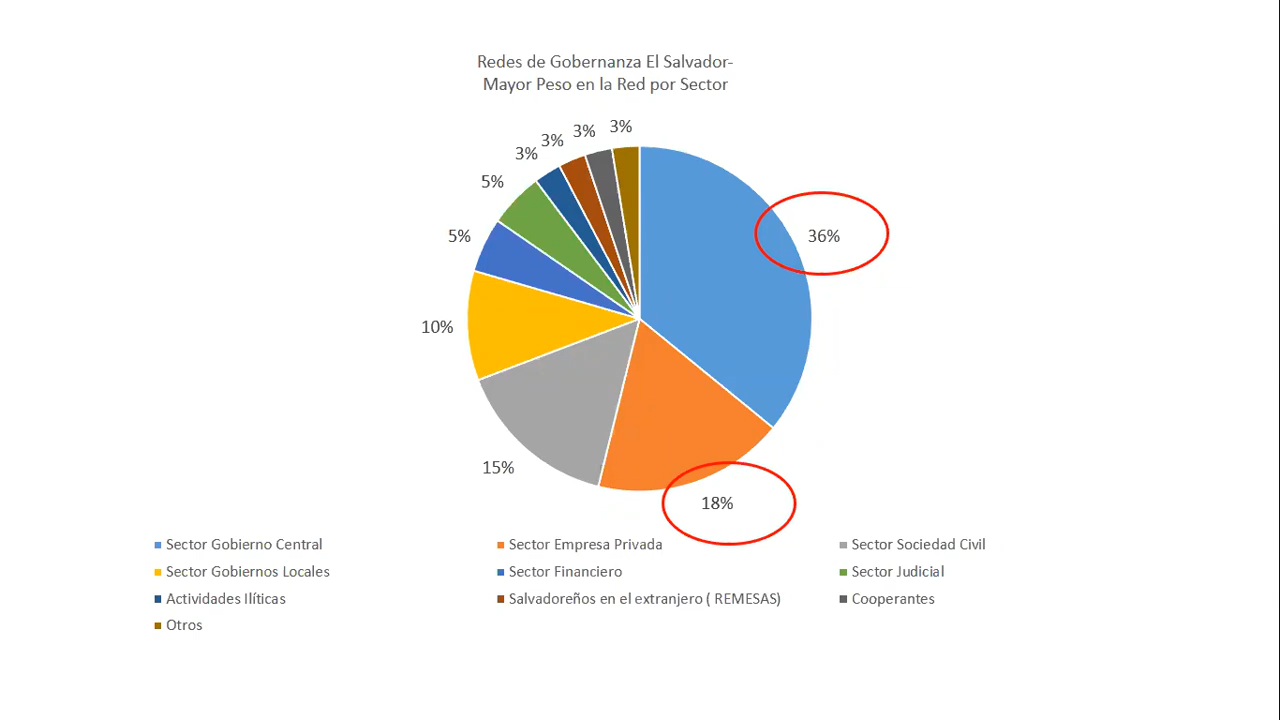 Redes de Gobernanza El Salvador-
Mayor Peso en la Red por Sector
3%
3%
3%
3%
5%
5%
36%
10%
15%
18%
Sector Gobierno Central
Sector Empresa Privada
Sector Sociedad Civil
Sector Gobiernos Locales
Sector Financiero
Sector Judicial
Actividades Ilíticas
Salvadoreños en el extranjero ( REMESAS)
Cooperantes
Otros